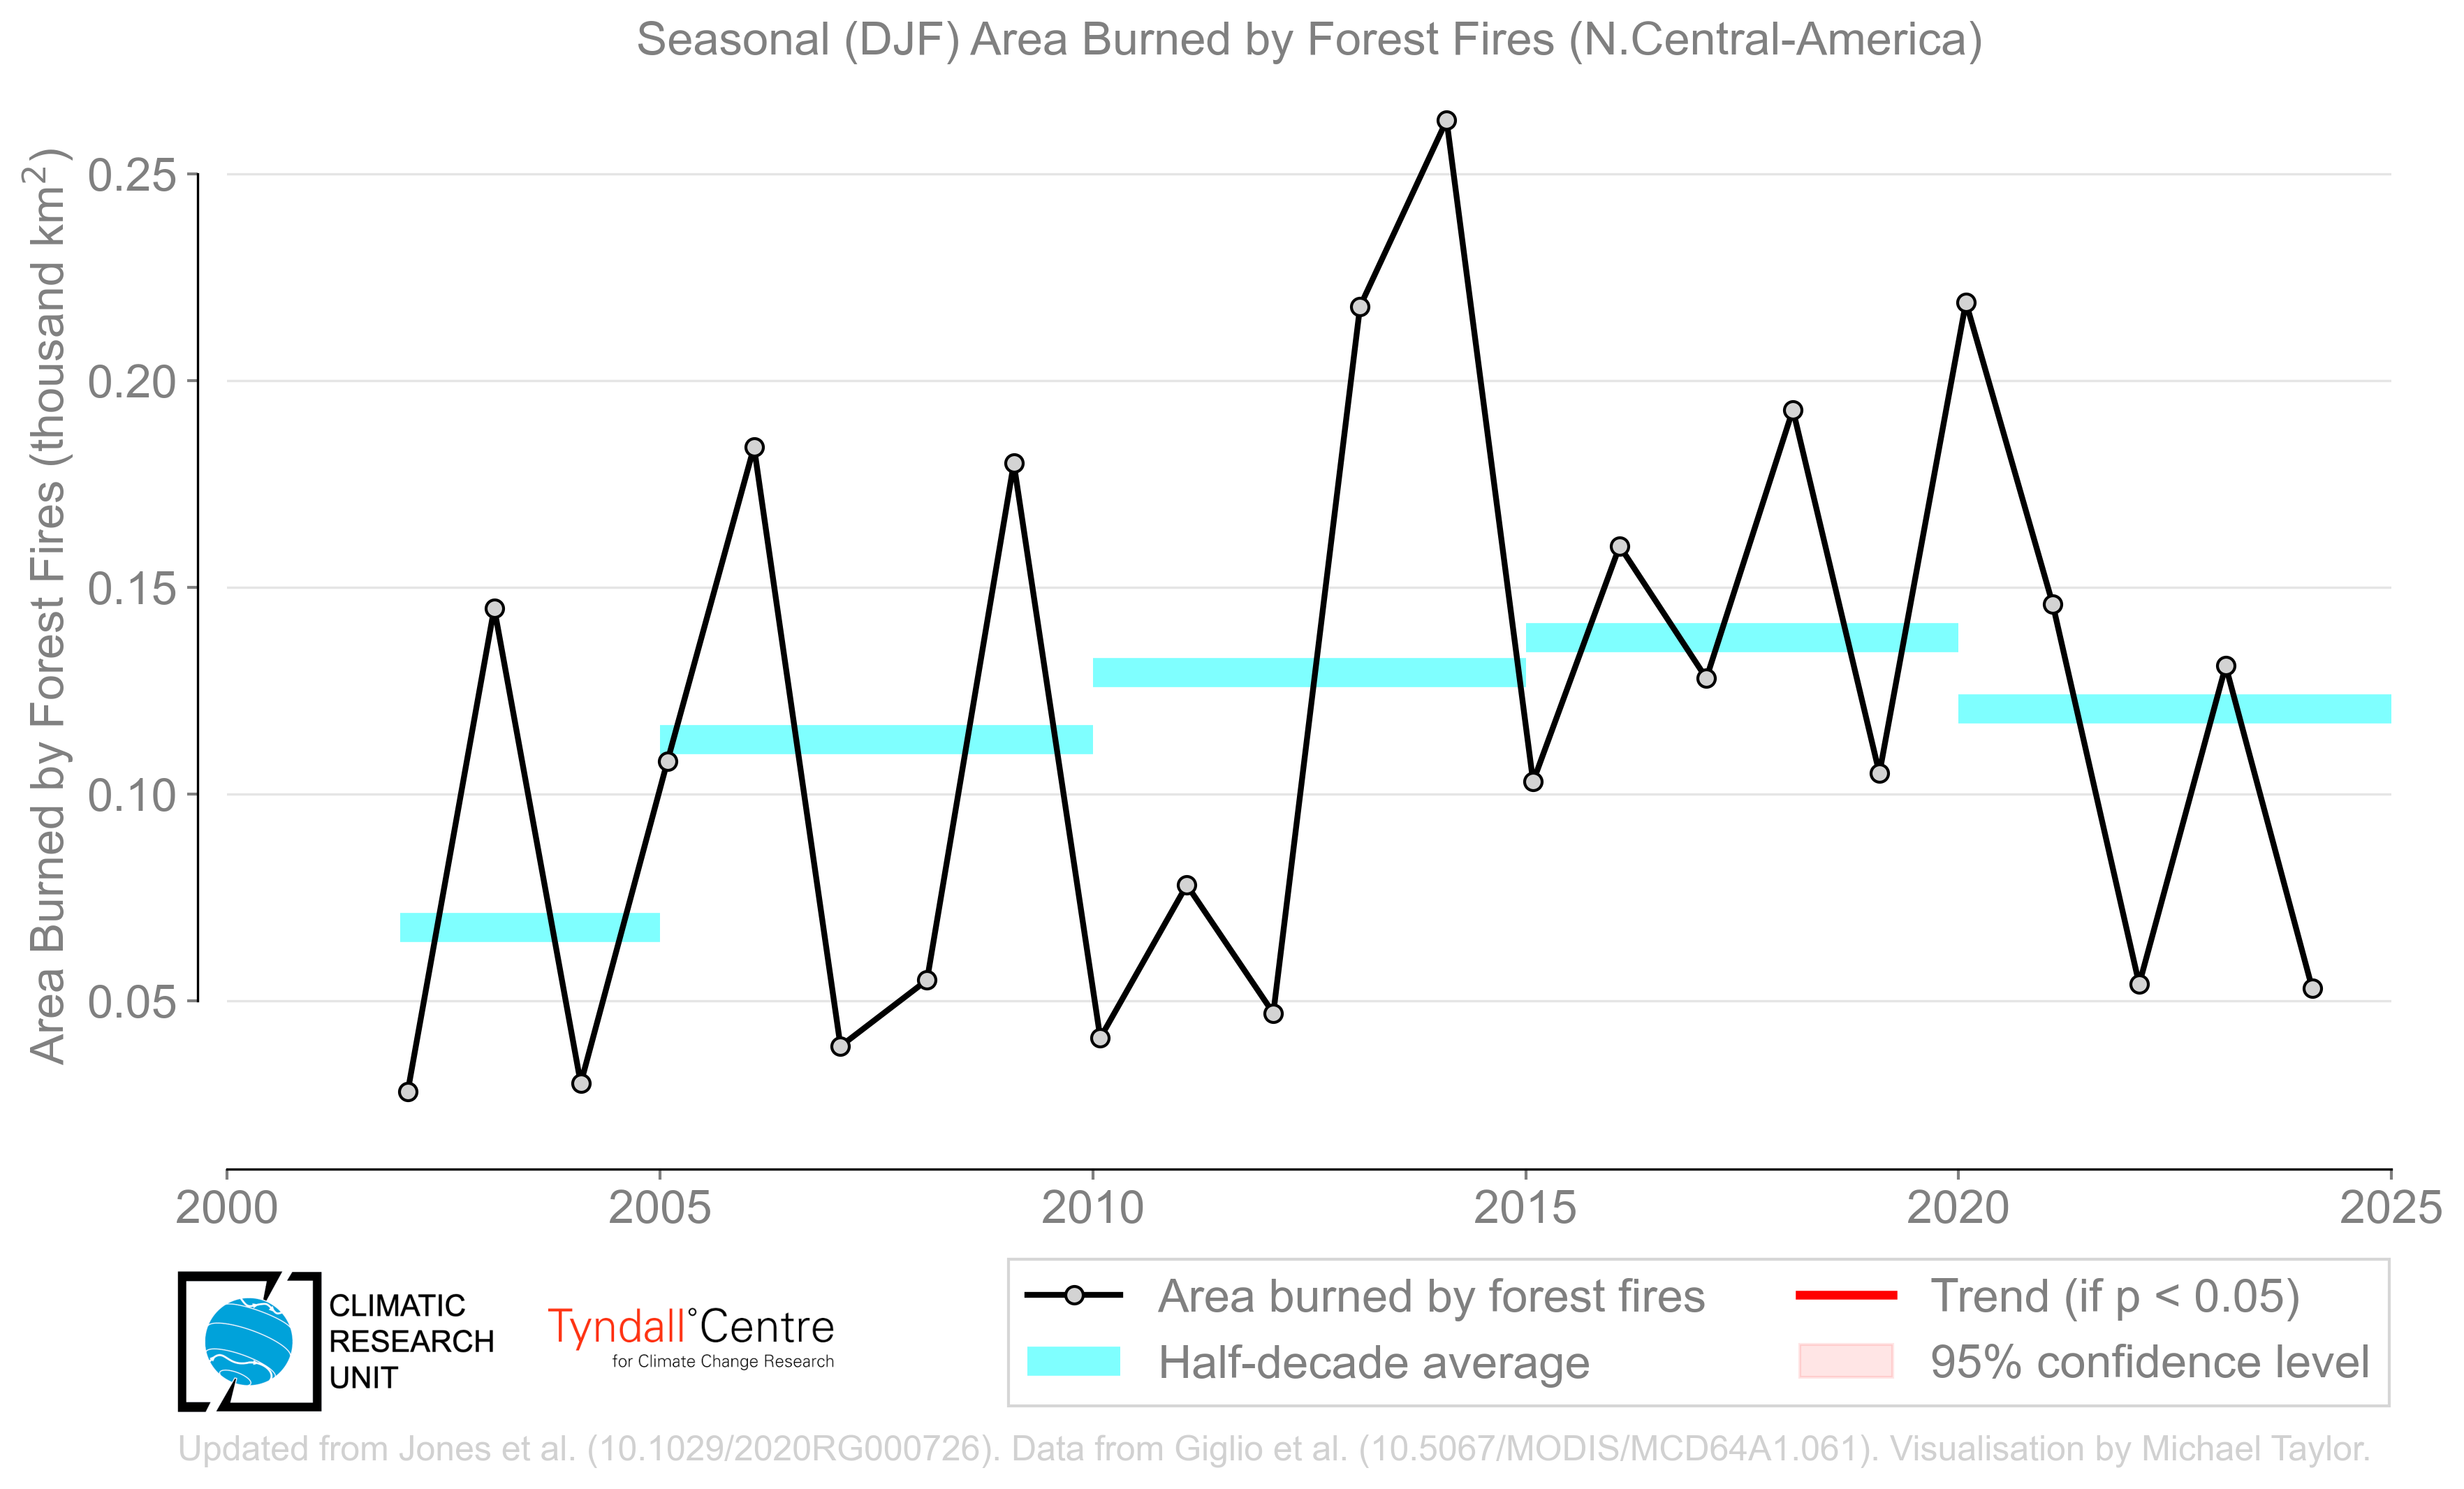 Seasonal (DJF) Area Burned by Forest Fires (N.Central-America)
Area Burned by Forest Fires (thousand km²)
0.25
0.20
0.15
0.10
0.05
2000 2005 2010 2015 2020 2025
CLIMATIC
RESEARCH
UNIT
Tyndall°Centre
for Climate Change Research
Area burned by forest fires
Half-decade average
Trend (if p < 0.05)
95% confidence level
Updated from Jones et al. (10.1029/2020RG000726). Data from Giglio et al. (10.5067/MODIS/MCD64A1.061). Visualisation by Michael Taylor.